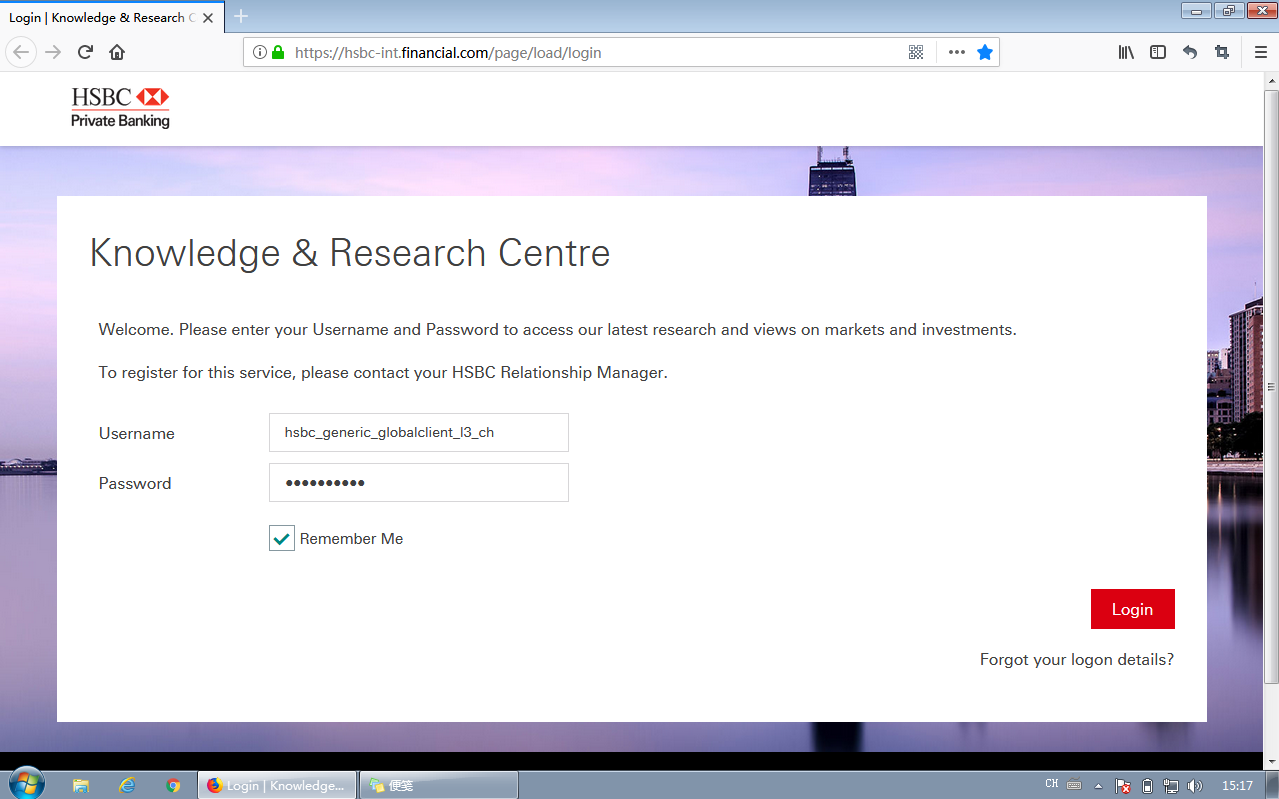 Login | Knowledge & Research C
https://hsbc-int.financial.com/page/load/login
HSBC
Private Banking
Knowledge & Research Centre
Welcome. Please enter your Username and Password to access our latest research and views on markets and investments.
To register for this service, please contact your HSBC Relationship Manager.
Username hsbc_generic_globalclient_l3_ch
Password ••••••••••
Remember Me
Login
Forgot your logon details?
Login | Knowledge... 便笺 CH 15:17